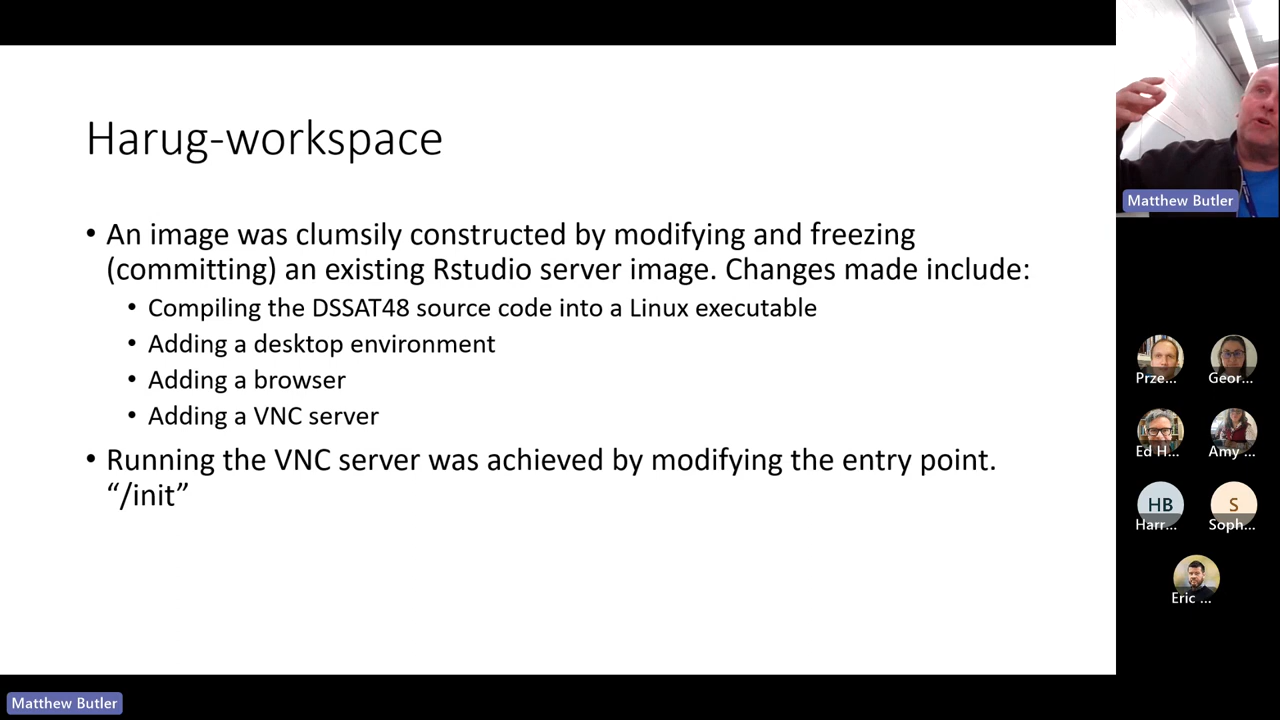 Harug-workspace
• An image was clumsily constructed by modifying and freezing
(committing) an existing Rstudio server image. Changes made include:
• Compiling the DSSAT48 source code into a Linux executable
• Adding a desktop environment
• Adding a browser
• Adding a VNC server
• Running the VNC server was achieved by modifying the entry point.
“/init”
Matthew Butler
Prze...
Geor...
Ed H...
Amy ...
HB
Harr...
S
Soph...
Eric ...
Matthew Butler